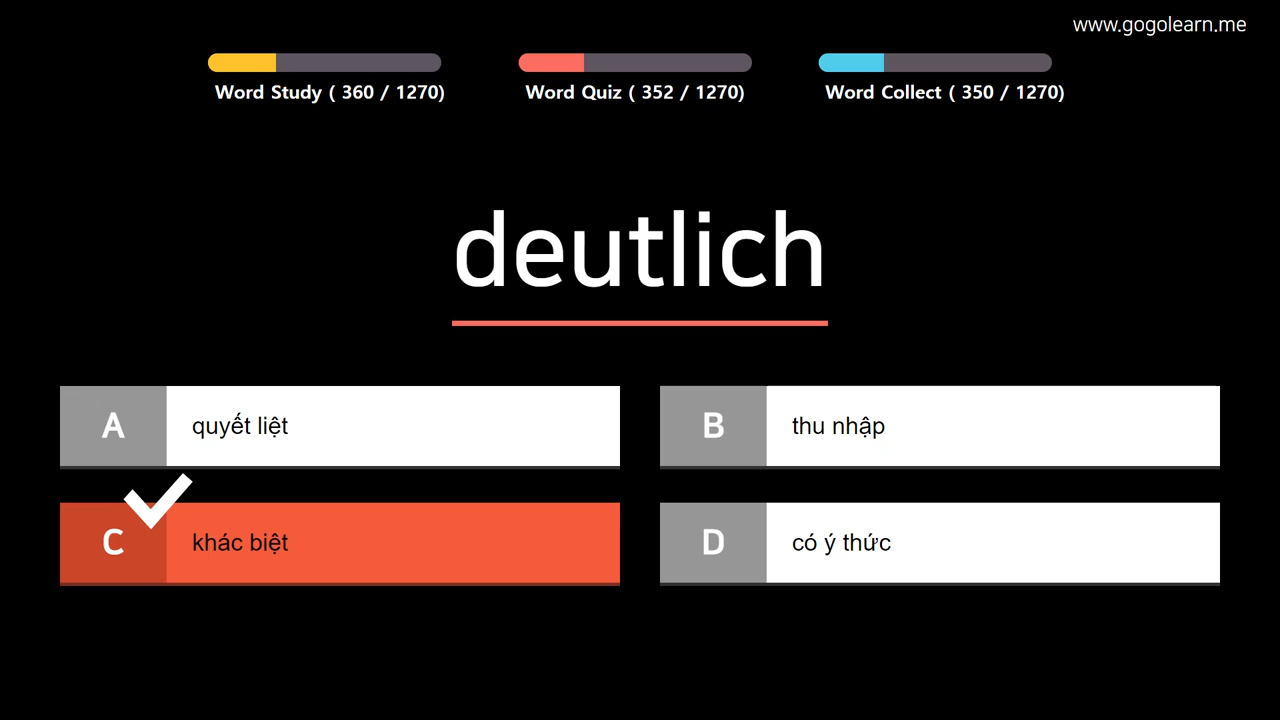 www.gogolearn.me
Word Study ( 360 / 1270)
Word Quiz ( 352 / 1270)
Word Collect ( 350 / 1270)
deutlich
A quyết liệt
B thu nhập
C khác biệt
D có ý thức